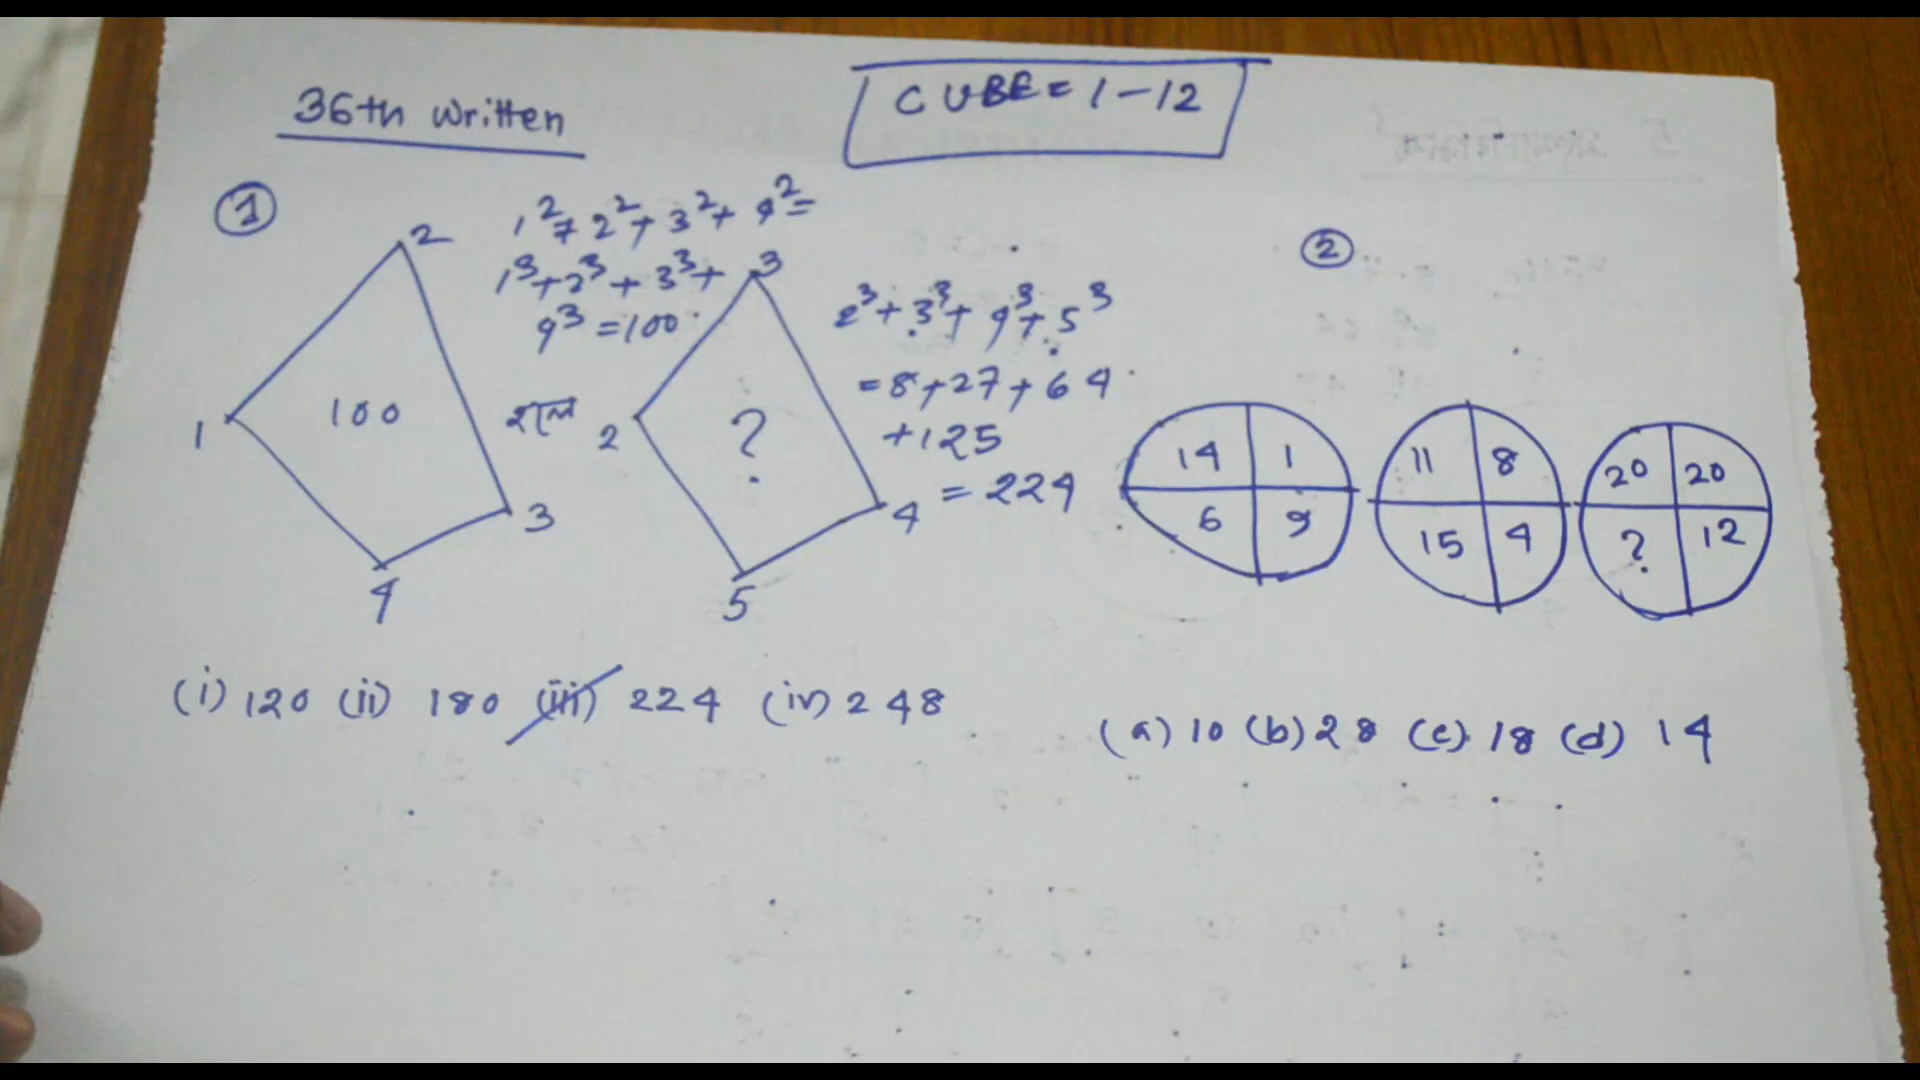 36th written
CUBE = 1-12
①
1² + 2² + 3² + 4² =
1³ + 2³ + 3³ +
4³ = 100
2
1
100
3
4
হলে
3
2
?
4
5
2³ + 3³ + 4³ + 5³
= 8 + 27 + 64
+ 125
= 224
(i) 120 (ii) 180 (iii) 224 (iv) 248
②
14 1
6 9
11 8
15 4
20 20
? 12
(a) 10 (b) 28 (c) 18 (d) 14